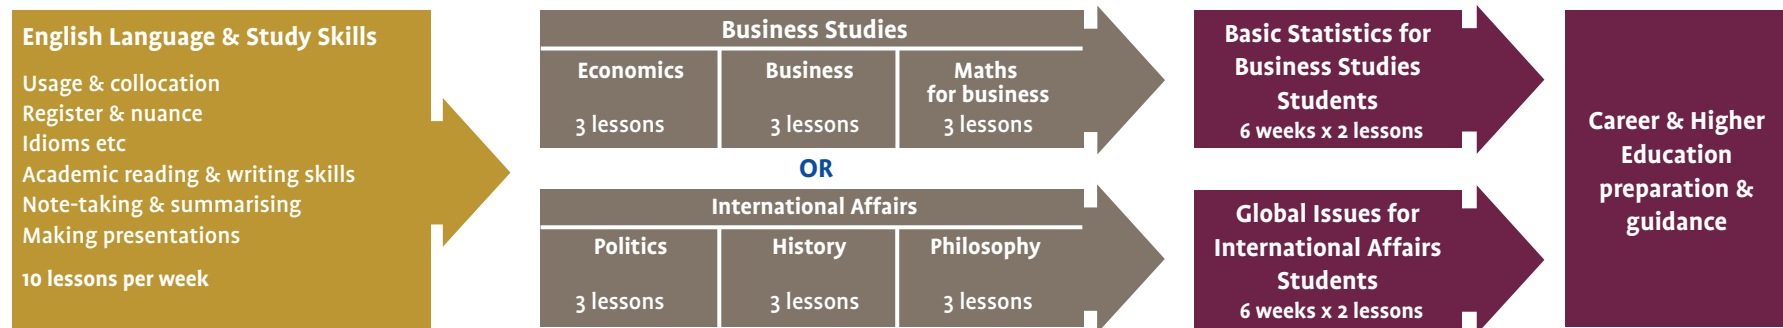 English Language & Study Skills
Usage & collocation
Register & nuance
Idioms etc
Academic reading & writing skills
Note-taking & summarising
Making presentations
10 lessons per week
Business Studies
Economics
3 lessons
Business
3 lessons
Maths
for business
3 lessons
OR
International Affairs
Politics
3 lessons
History
3 lessons
Philosophy
3 lessons
Basic Statistics for
Business Studies
Students
6 weeks x 2 lessons
Global Issues for
International Affairs
Students
6 weeks x 2 lessons
Career & Higher
Education
preparation &
guidance